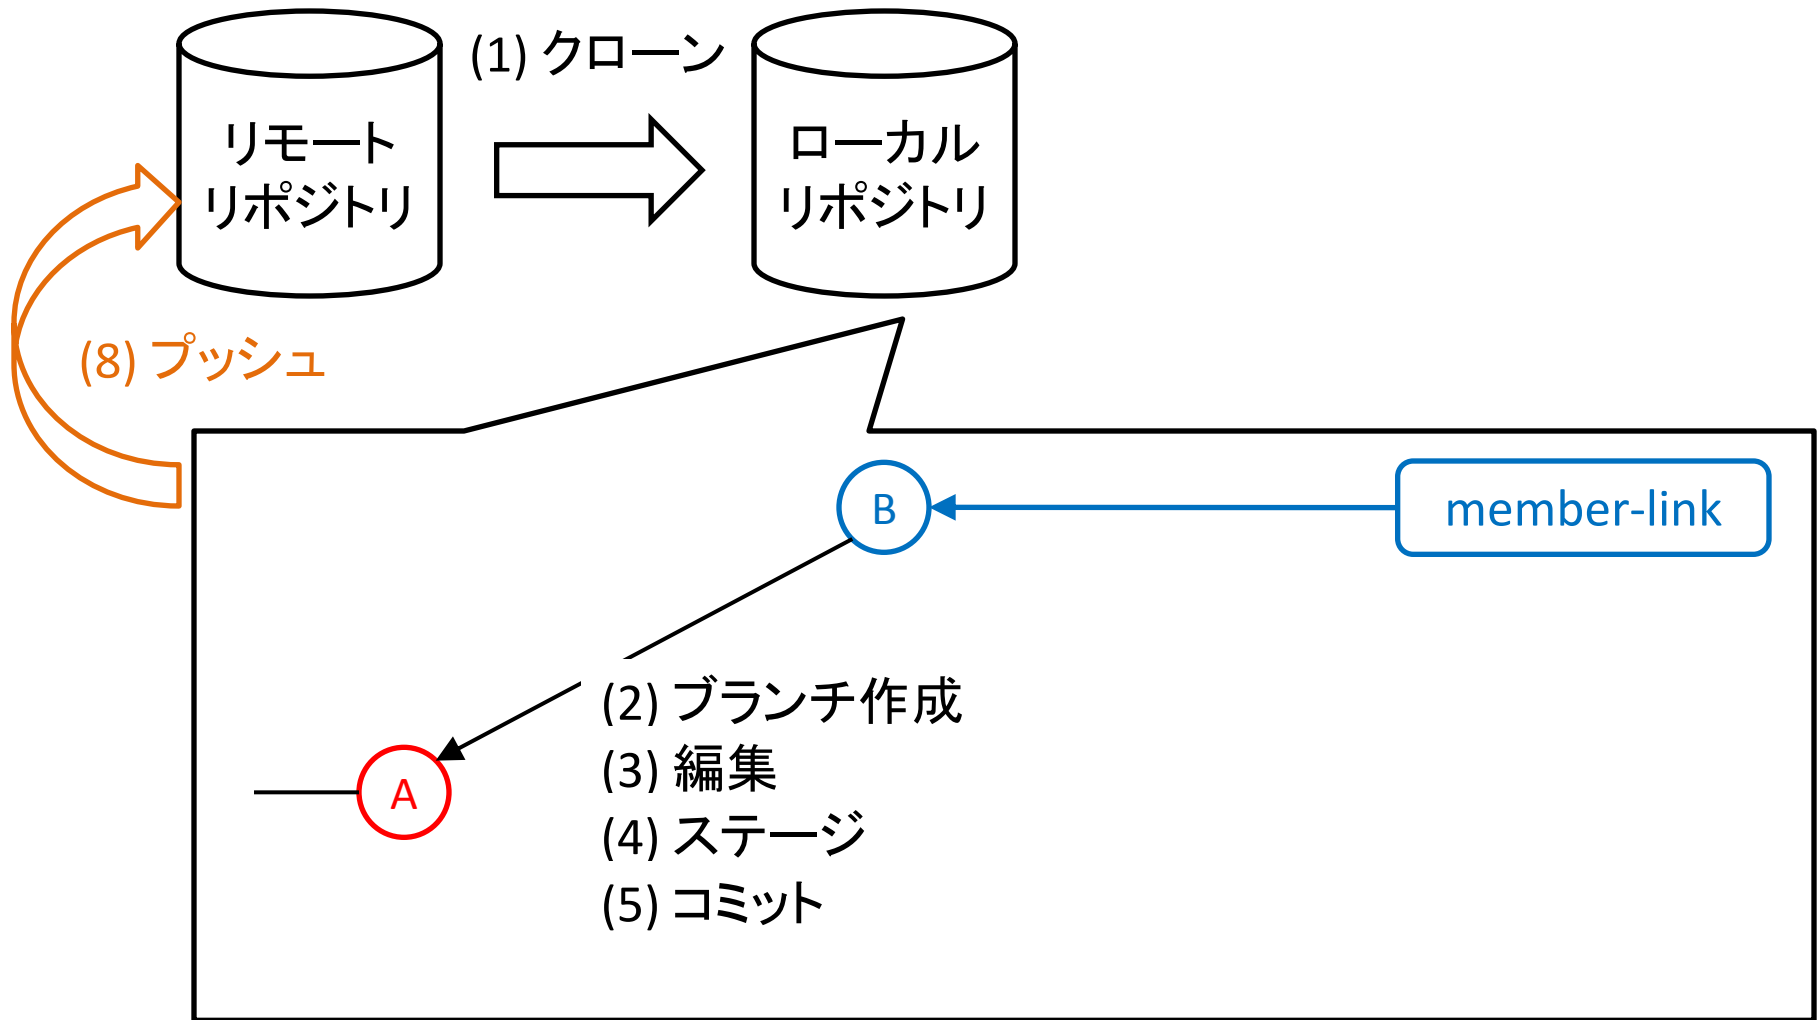 (1) クローン
リモート
リポジトリ
ローカル
リポジトリ
(8) プッシュ
B
member-link
A
(2) ブランチ作成
(3) 編集
(4) ステージ
(5) コミット